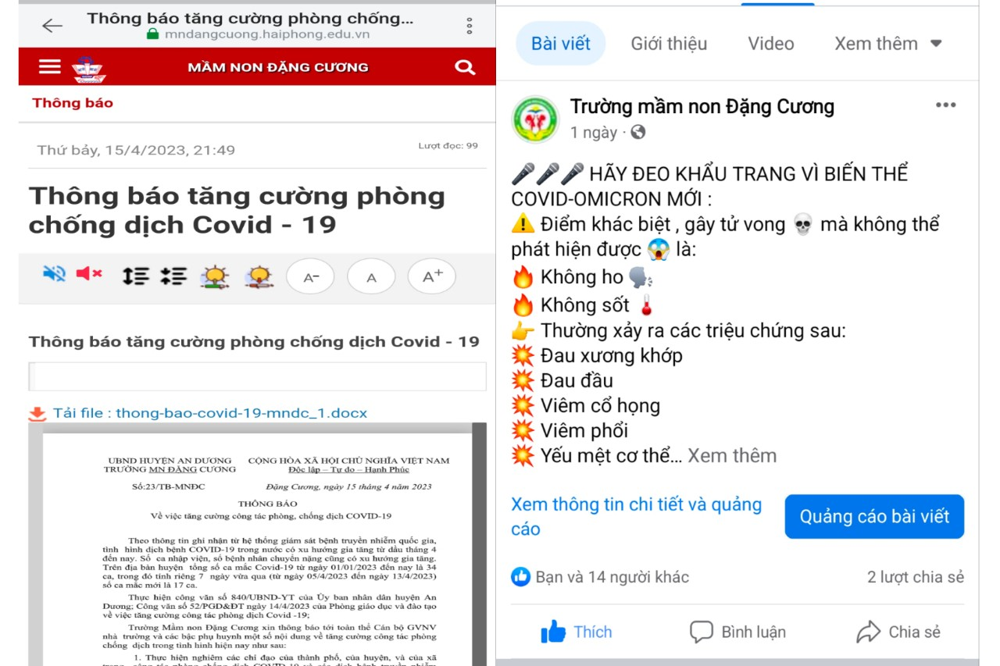 Thông báo tăng cường phòng chống...
mndangcuong.haiphong.edu.vn
MẦM NON ĐẶNG CƯƠNG
Thông báo
Thứ bảy, 15/4/2023, 21:49
Lượt đọc: 99
Thông báo tăng cường phòng
chống dịch Covid - 19
A-
A
A+
Thông báo tăng cường phòng chống dịch Covid - 19
Tải file : thong-bao-covid-19-mndc_1.docx
UBND HUYỆN AN DƯƠNG
TRƯỜNG MN ĐẶNG CƯƠNG
CỘNG HÒA XÃ HỘI CHỦ NGHĨA VIỆT NAM
Độc lập – Tự do – Hạnh Phúc
Số:23/TB-MNĐC
Đặng Cương, ngày 15 tháng 4 năm 2023
THÔNG BÁO
Về việc tăng cường công tác phòng, chống dịch COVID-19
Theo thông tin ghi nhận từ hệ thống giám sát bệnh truyền nhiễm quốc gia,
tình hình dịch bệnh COVID-19 trong nước có xu hướng gia tăng từ đầu tháng 4
đến nay. Số ca nhập viện, số bệnh nhân chuyển nặng cũng có xu hướng gia tăng.
Trên địa bàn huyện tổng số ca mắc Covid-19 từ ngày 01/01/2023 đến nay là 34
ca, trong đó tính riêng 7 ngày vừa qua (từ ngày 05/4/2023 đến ngày 13/4/2023)
số ca mắc mới là 17 ca.
Thực hiện công văn số 840/UBND-YT của Ủy ban nhân dân huyện An
Dương; Công văn số 52/PGD&ĐT ngày 14/4/2023 của Phòng giáo dục và đào tạo
về việc tăng cường công tác phòng chống dịch Covid -19;
Trường Mầm non Đặng Cương xin thông báo tới toàn thể Cán bộ GVNV
nhà trường và các bậc phụ huynh một số nội dung về tăng cường công tác phòng
chống dịch trong tình hình hiện nay như sau:
1. Thực hiện nghiêm các chỉ đạo của thành phố, của huyện, và của xã
trong công tác phòng chống dịch COVID-19 và các dịch bệnh truyền nhiễm
Bài viết
Giới thiệu
Video
Xem thêm
Trường mầm non Đặng Cương
1 ngày ·
🎤🎤🎤 HÃY ĐEO KHẨU TRANG VÌ BIẾN THỂ
COVID-OMICRON MỚI :
⚠️ Điểm khác biệt , gây tử vong 💀 mà không thể
phát hiện được 😱 là:
🔥 Không ho 🗣️
🔥 Không sốt 🌡️
👉 Thường xảy ra các triệu chứng sau:
💥 Đau xương khớp
💥 Đau đầu
💥 Viêm cổ họng
💥 Viêm phổi
💥 Yếu mệt cơ thể... Xem thêm
Xem thông tin chi tiết và quảng
cáo
Quảng cáo bài viết
Bạn và 14 người khác
2 lượt chia sẻ
Thích
Bình luận
Chia sẻ